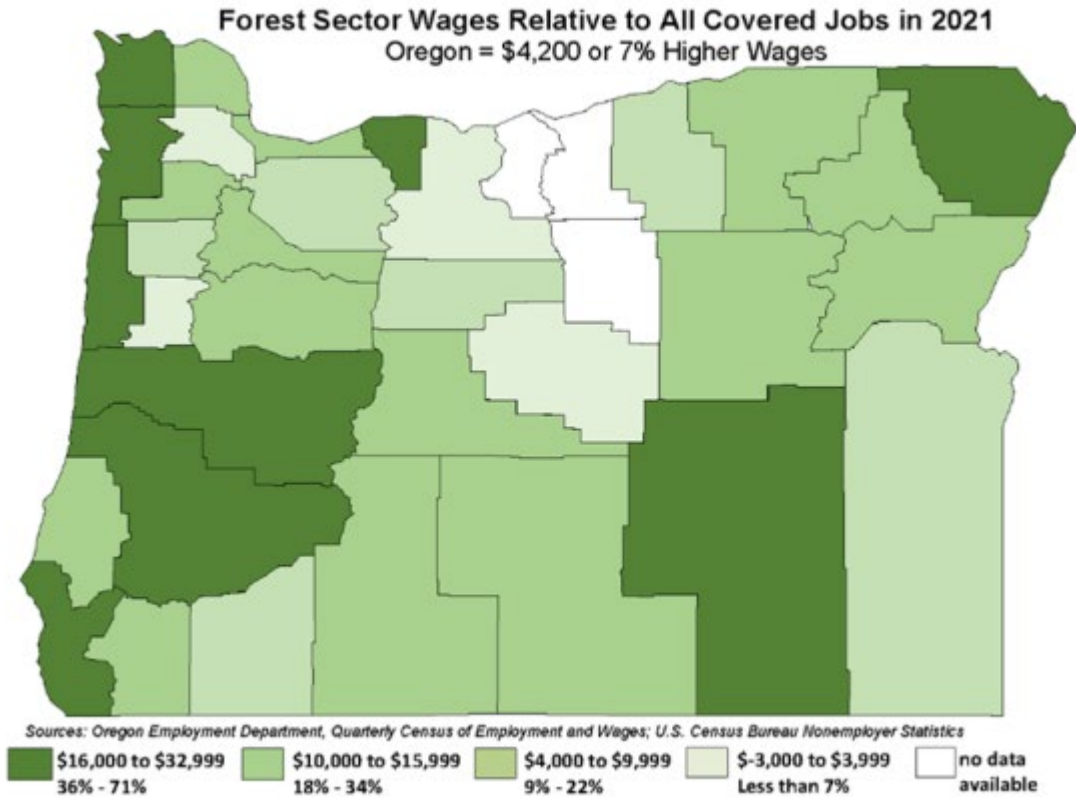 Forest Sector Wages Relative to All Covered Jobs in 2021
Oregon = $4,200 or 7% Higher Wages
Sources: Oregon Employment Department, Quarterly Census of Employment and Wages; U.S. Census Bureau Nonemployer Statistics
$16,000 to $32,999
36% - 71%
$10,000 to $15,999
18% - 34%
$4,000 to $9,999
9% - 22%
$-3,000 to $3,999
Less than 7%
no data
available